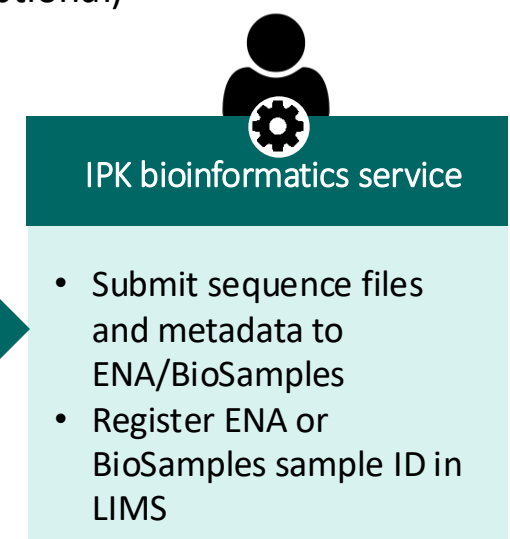 IPK bioinformatics service
• Submit sequence files
and metadata to
ENA/BioSamples
• Register ENA or
BioSamples sample ID in
LIMS